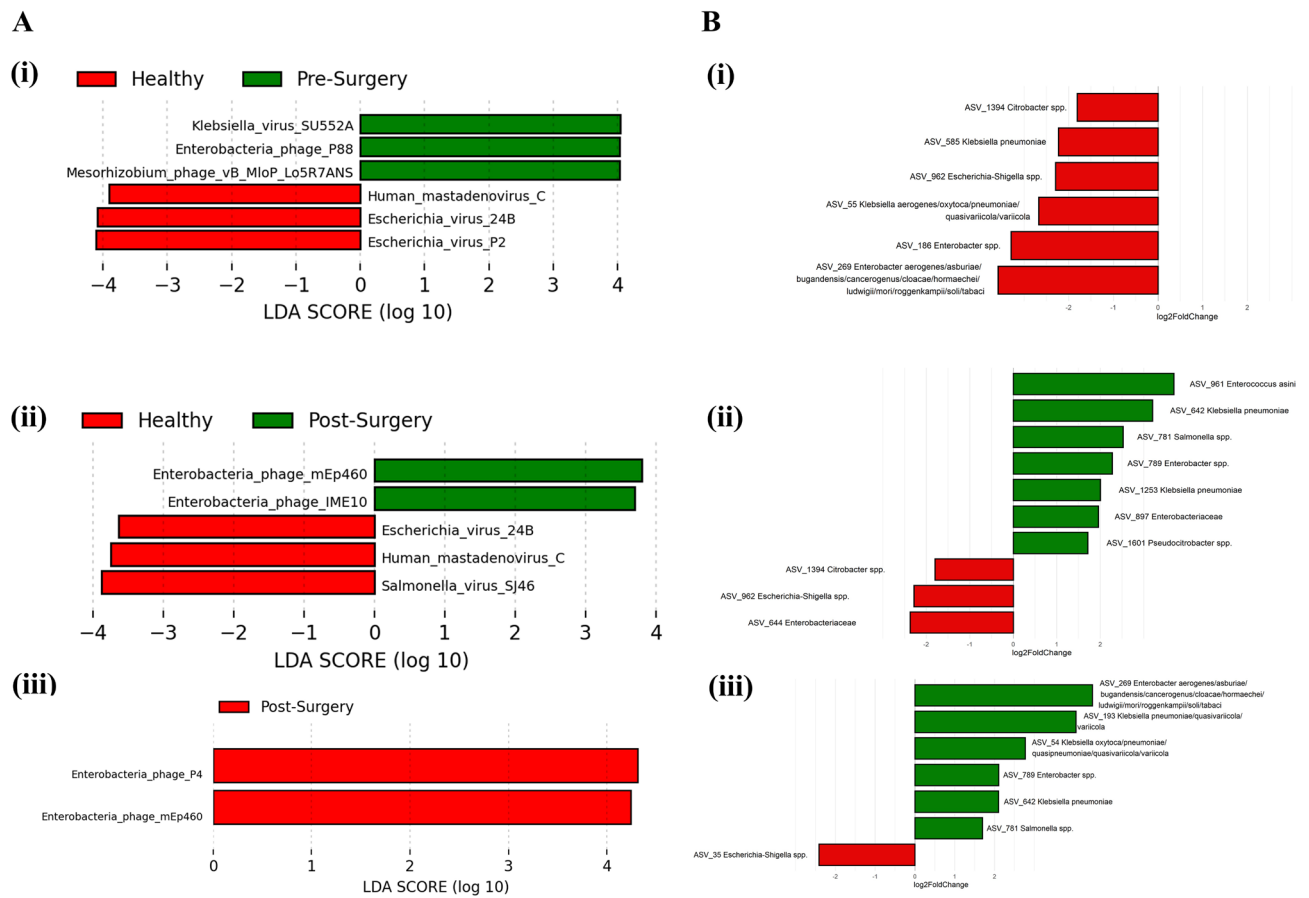 A
(i)
Healthy Pre-Surgery
−4 −3 −2 −1 0 1 2 3 4
Klebsiella_virus_SU552A
Enterobacteria_phage_P88
Mesorhizobium_phage_vB_MloP_Lo5R7ANS
Human_mastadenovirus_C
Escherichia_virus_24B
Escherichia_virus_P2
−4 −3 −2 −1 0 1 2 3 4
LDA SCORE (log 10)
(ii)
Healthy Post-Surgery
Enterobacteria_phage_mEp460
Enterobacteria_phage_IME10
Escherichia_virus_24B
Human_mastadenovirus_C
Salmonella_virus_SJ46
−4 −3 −2 −1 0 1 2 3 4
LDA SCORE (log 10)
(iii)
Post-Surgery
Enterobacteria_phage_P4
Enterobacteria_phage_mEp460
0 1 2 3 4
LDA SCORE (log 10)
B
(i)
ASV_1394 Citrobacter spp.
ASV_585 Klebsiella pneumoniae
ASV_962 Escherichia-Shigella spp.
ASV_55 Klebsiella aerogenes/oxytoca/pneumoniae/
quasivariicola/variicola
ASV_186 Enterobacter spp.
ASV_269 Enterobacter aerogenes/asburiae/
bugandensis/cancerogenus/cloacae/hormaechei/
ludwigii/mori/roggenkampii/soli/tabaci
-2 -1 0 1 2
log2FoldChange
(ii)
ASV_961 Enterococcus asini
ASV_642 Klebsiella pneumoniae
ASV_781 Salmonella spp.
ASV_789 Enterobacter spp.
ASV_1253 Klebsiella pneumoniae
ASV_897 Enterobacteriaceae
ASV_1601 Pseudocitrobacter spp.
ASV_1394 Citrobacter spp.
ASV_962 Escherichia-Shigella spp.
ASV_644 Enterobacteriaceae
-2 -1 0 1 2
log2FoldChange
(iii)
ASV_269 Enterobacter aerogenes/asburiae/
bugandensis/cancerogenus/cloacae/hormaechei/
ludwigii/mori/roggenkampii/soli/tabaci
ASV_193 Klebsiella pneumoniae/quasivariicola/
variicola
ASV_54 Klebsiella oxytoca/pneumoniae/
quasipneumoniae/quasivariicola/variicola
ASV_789 Enterobacter spp.
ASV_642 Klebsiella pneumoniae
ASV_781 Salmonella spp.
ASV_35 Escherichia-Shigella spp.
-2 -1 0 1 2
log2FoldChange